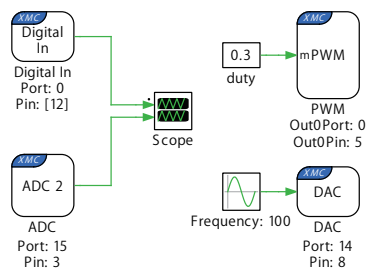 XMC
Digital
In
Digital In
Port: 0
Pin: [12]
Scope
XMC
ADC 2
ADC
Port: 15
Pin: 3
0.3
duty
XMC
mPWM
PWM
Out0Port: 0
Out0Pin: 5
Frequency: 100
XMC
DAC
DAC
Port: 14
Pin: 8